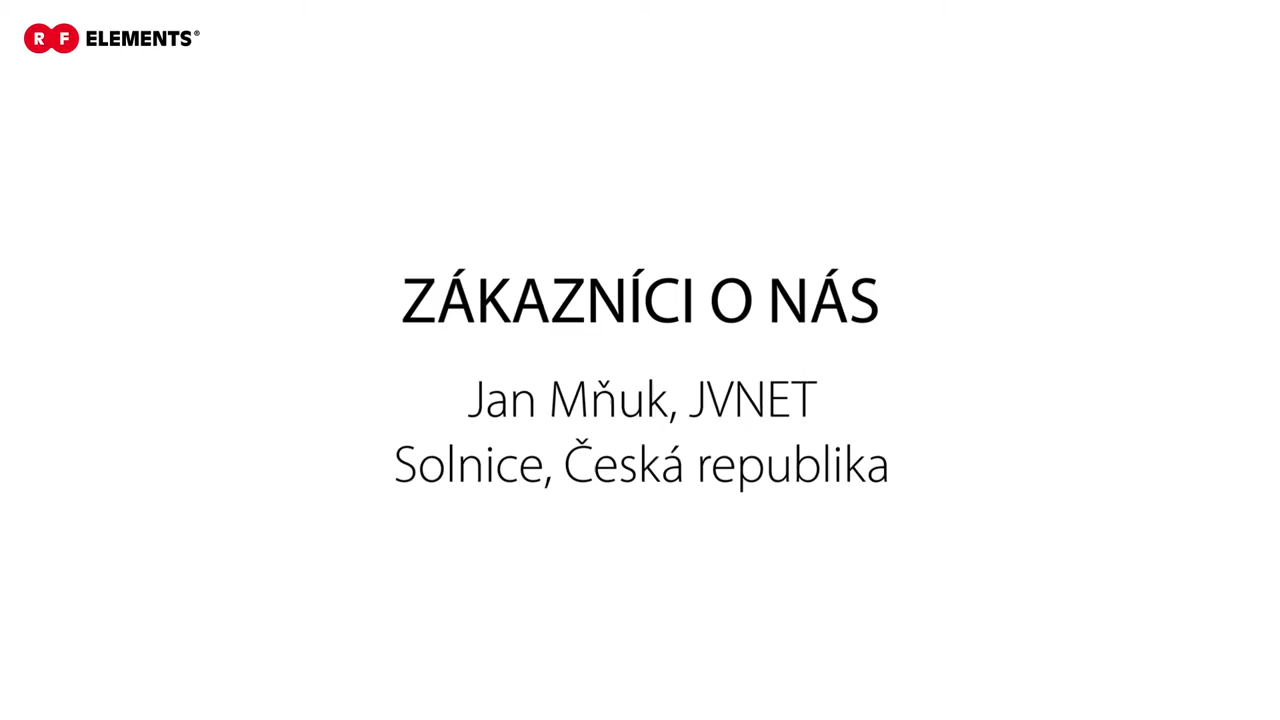 RF ELEMENTS®
ZÁKAZNÍCI O NÁS
Jan Mňuk, JVNET
Solnice, Česká republika